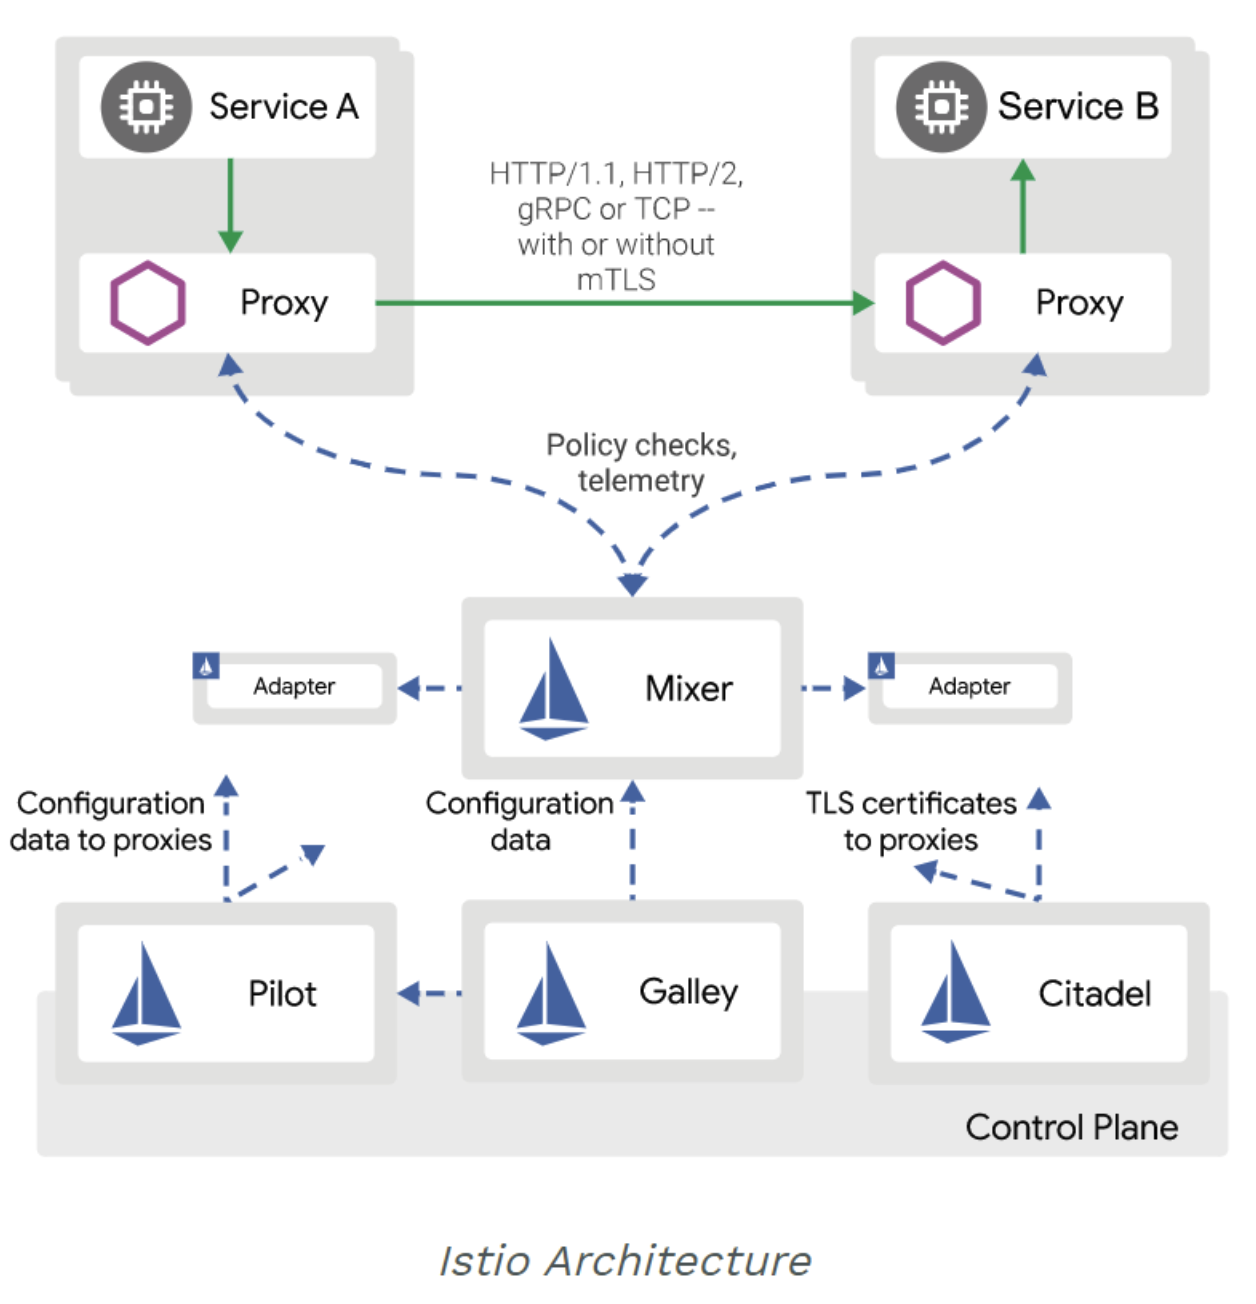 Service A
Service B
HTTP/1.1, HTTP/2,
gRPC or TCP --
with or without
mTLS
Proxy
Proxy
Policy checks,
telemetry
Adapter
Mixer
Adapter
Configuration
data to proxies
Configuration
data
TLS certificates
to proxies
Pilot
Galley
Citadel
Control Plane
Istio Architecture